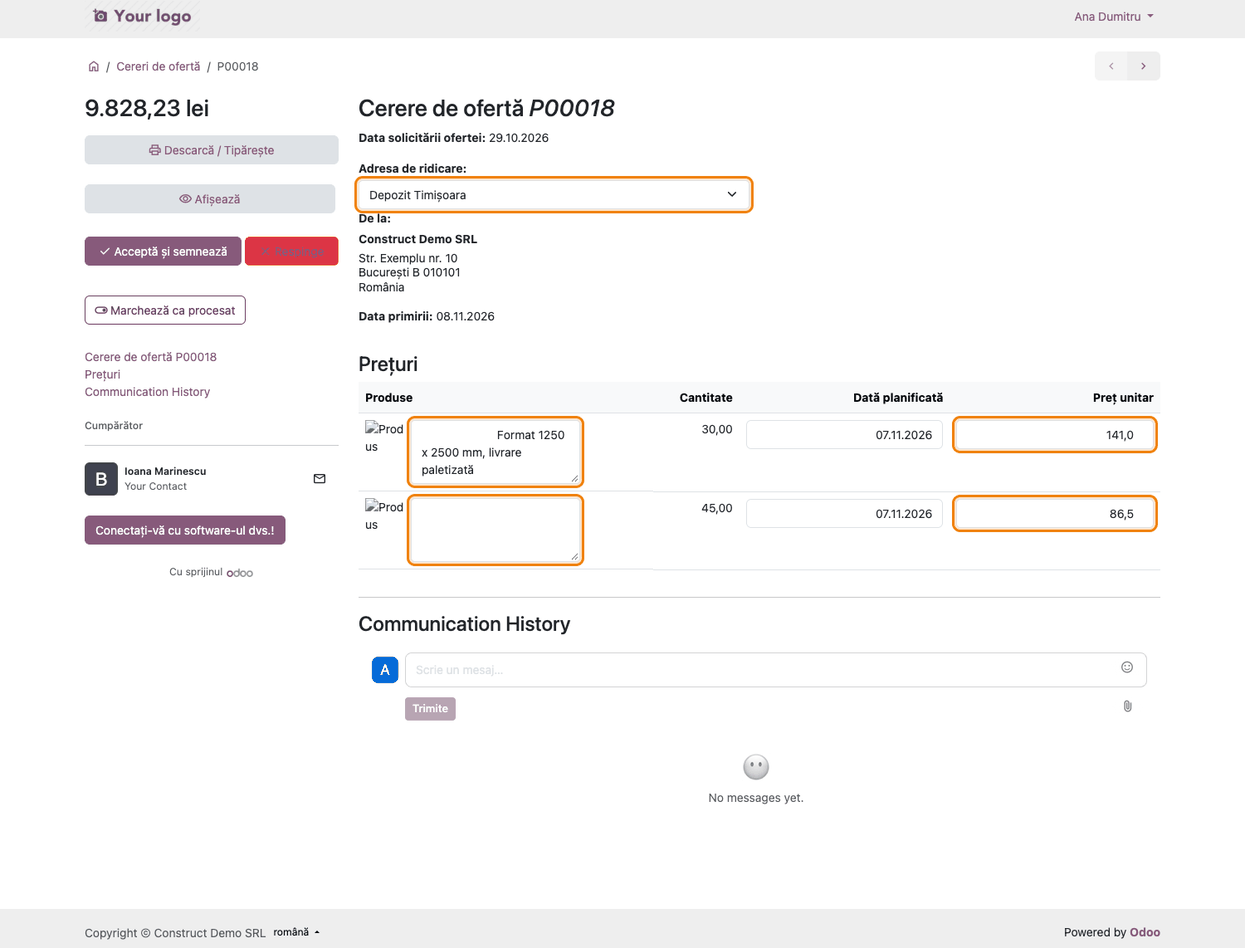 Your logo
Ana Dumitru
/ Cereri de ofertă / P00018
9.828,23 lei
Descarcă / Tipărește
Afișează
Acceptă și semnează
Marchează ca procesat
Cerere de ofertă P00018
Prețuri
Communication History
Cumpărător
B
Ioana Marinescu
Your Contact
Conectați-vă cu software-ul dvs.!
Cu sprijinul odoo
Cerere de ofertă P00018
Data solicitării ofertei: 29.10.2026
Adresa de ridicare:
Depozit Timișoara
De la:
Construct Demo SRL
Str. Exemplu nr. 10
București B 010101
România
Data primirii: 08.11.2026
Prețuri
Produse Cantitate Dată planificată Preț unitar
Prod
us
Format 1250
x 2500 mm, livrare
paletizată
30,00 07.11.2026 141,0
Prod
us
45,00 07.11.2026 86,5
Communication History
A
Scrie un mesaj...
Trimite
No messages yet.
Copyright © Construct Demo SRL română
Powered by Odoo